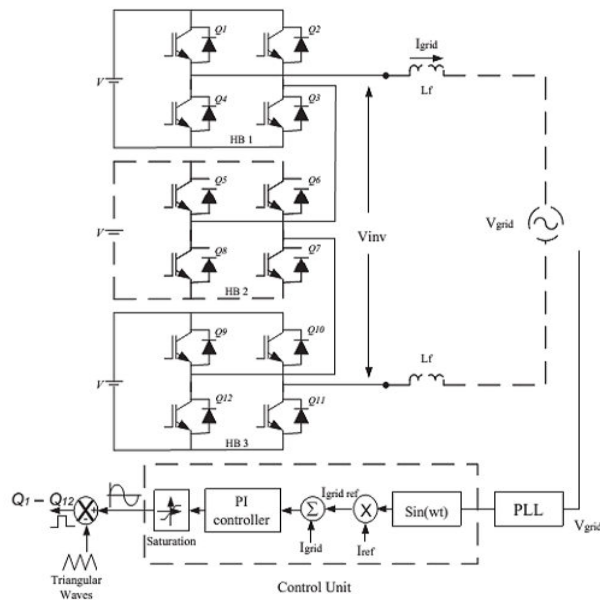 Q1
Q2
V
Q4
Q3
HB 1
Igrid
Lf
Q5
Q6
V
Q8
Q7
HB 2
Vinv
Vgrid
Q9
Q10
V
Q12
Q11
HB 3
Lf
Q1 – Q12
X
+
Saturation
PI
controller
Σ
Igrid ref
X
Sin(wt)
PLL
Vgrid
Igrid
Iref
Triangular
Waves
Control Unit